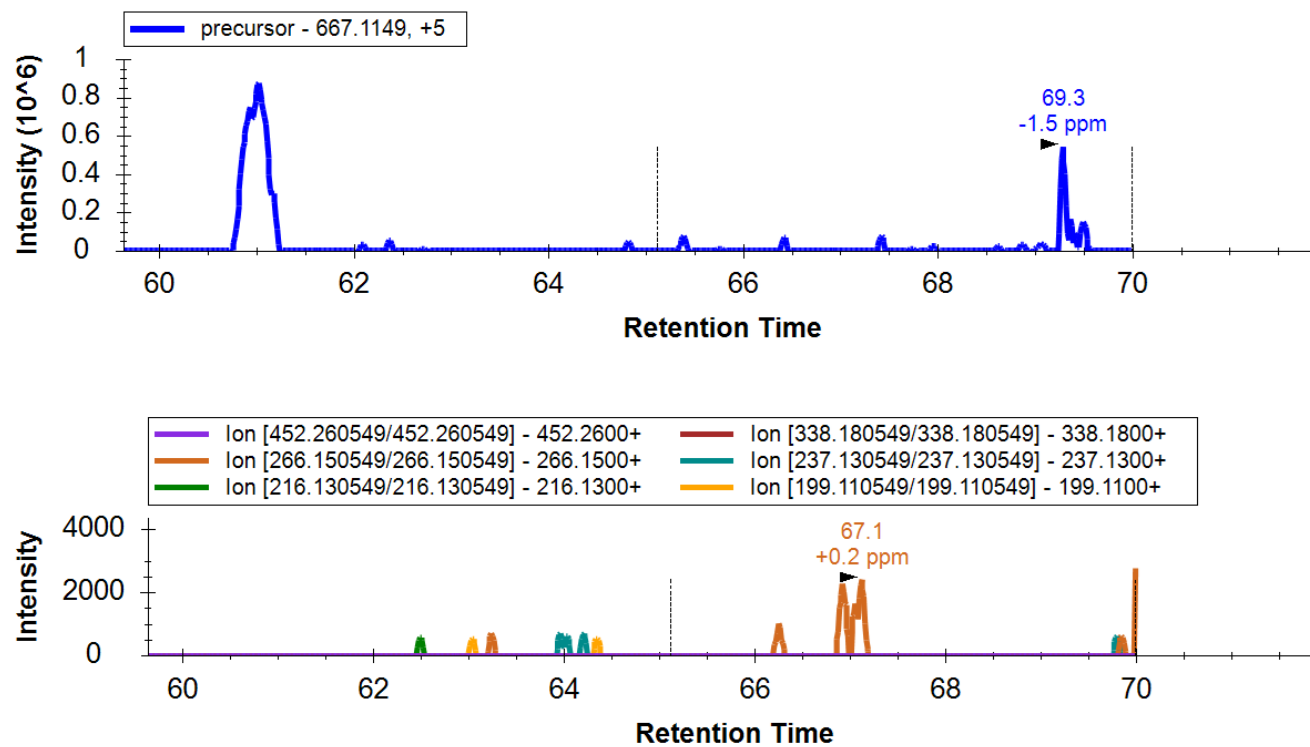 precursor - 667.1149, +5
Intensity (10^6)
1
0.8
0.6
0.4
0.2
0
69.3
-1.5 ppm
60 62 64 66 68 70
Retention Time
Ion [452.260549/452.260549] - 452.2600+ Ion [338.180549/338.180549] - 338.1800+
Ion [266.150549/266.150549] - 266.1500+ Ion [237.130549/237.130549] - 237.1300+
Ion [216.130549/216.130549] - 216.1300+ Ion [199.110549/199.110549] - 199.1100+
Intensity
4000
2000
0
67.1
+0.2 ppm
60 62 64 66 68 70
Retention Time